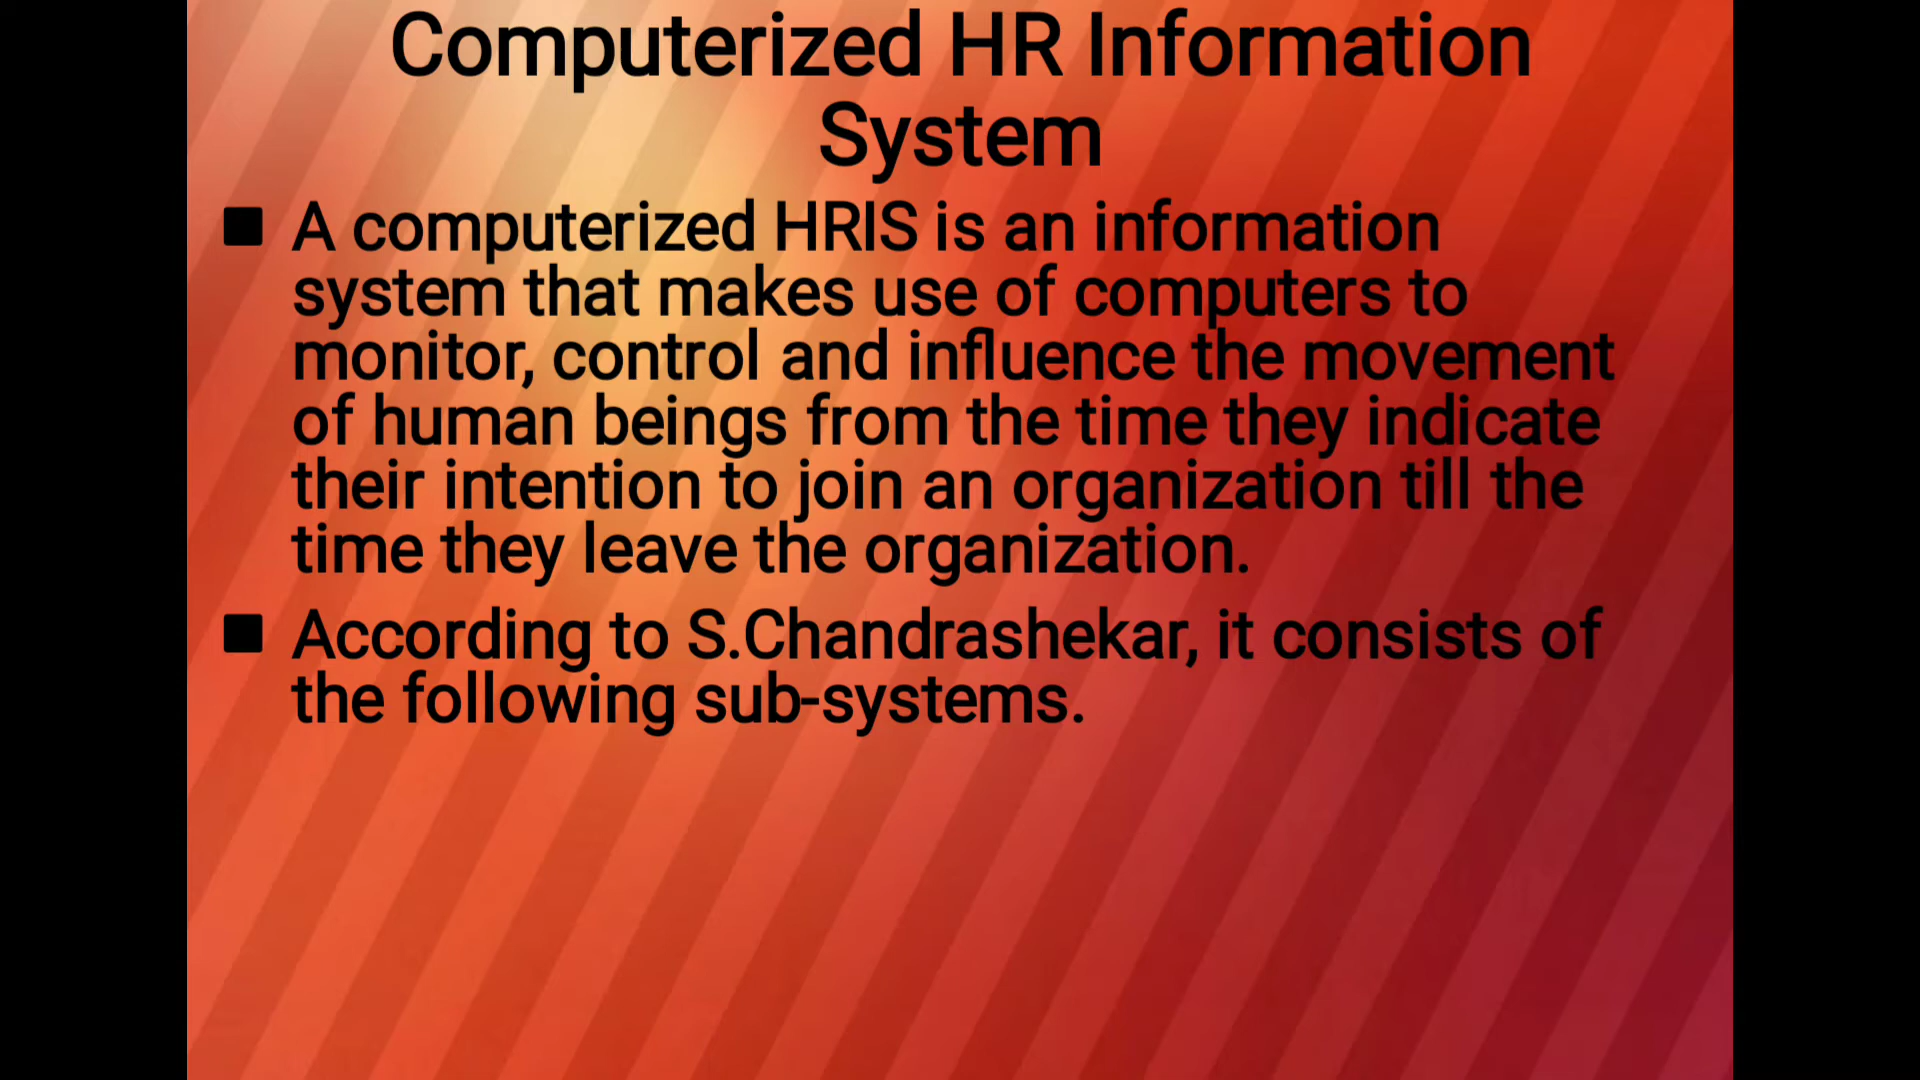 Computerized HR Information
System
■ A computerized HRIS is an information
system that makes use of computers to
monitor, control and influence the movement
of human beings from the time they indicate
their intention to join an organization till the
time they leave the organization.
■ According to S.Chandrashekar, it consists of
the following sub-systems.